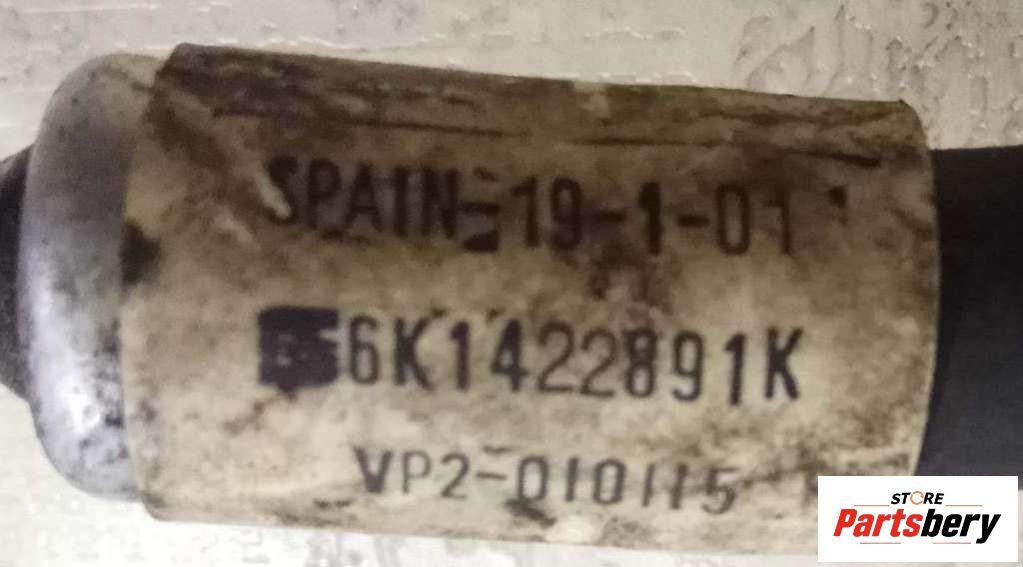 SPAIN-19-1-01
6K1422891K
VP2-010115
STORE
Partsbery